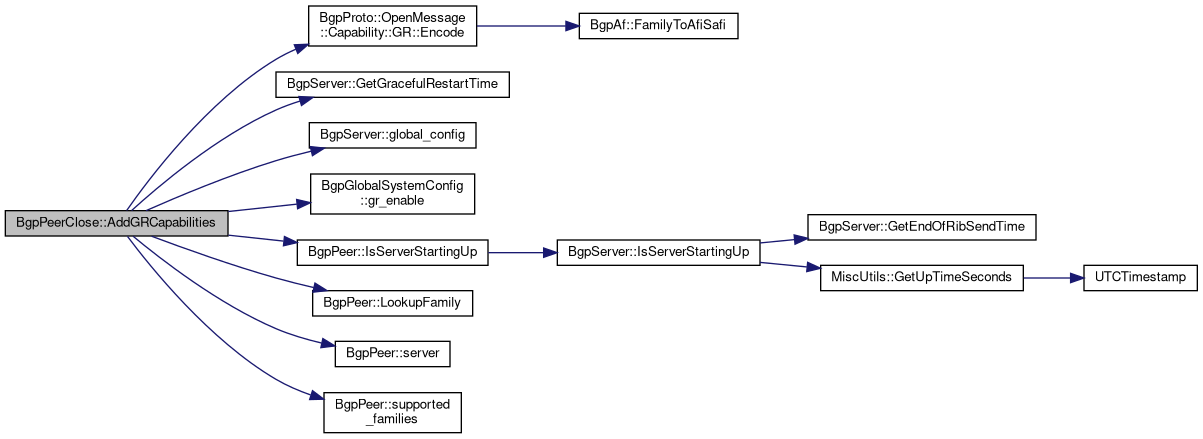 BgpProto::OpenMessage
::Capability::GR::Encode
BgpAf::FamilyToAfiSafi
BgpServer::GetGracefulRestartTime
BgpServer::global_config
BgpGlobalSystemConfig
::gr_enable
BgpPeerClose::AddGRCapabilities
BgpPeer::IsServerStartingUp
BgpServer::IsServerStartingUp
BgpServer::GetEndOfRibSendTime
MiscUtils::GetUpTimeSeconds
UTCTimestamp
BgpPeer::LookupFamily
BgpPeer::server
BgpPeer::supported
_families